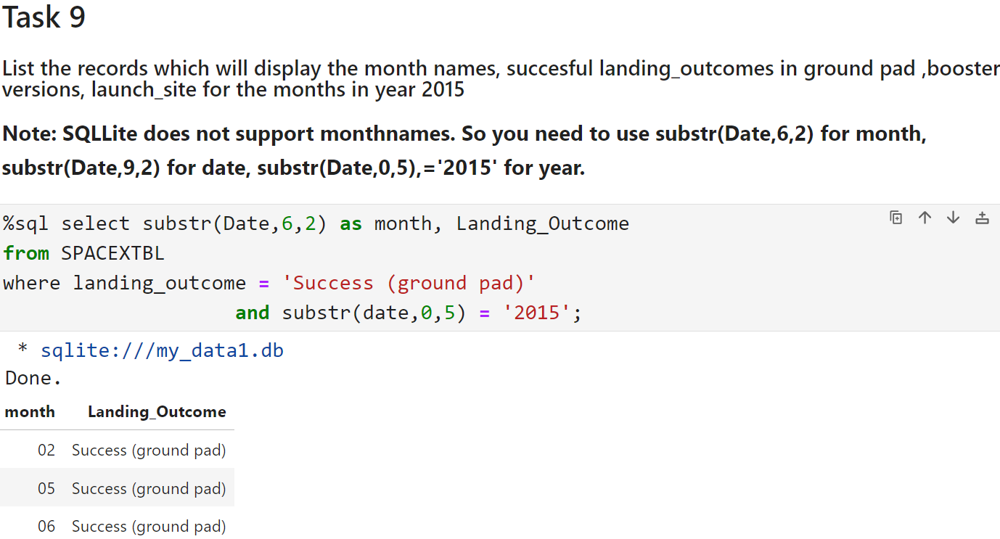 Task 9
List the records which will display the month names, succesful landing_outcomes in ground pad ,booster
versions, launch_site for the months in year 2015
Note: SQLLite does not support monthnames. So you need to use substr(Date,6,2) for month,
substr(Date,9,2) for date, substr(Date,0,5),='2015' for year.
%sql select substr(Date,6,2) as month, Landing_Outcome
from SPACEXTBL
where landing_outcome = 'Success (ground pad)'
and substr(date,0,5) = '2015';
* sqlite:///my_data1.db
Done.
month Landing_Outcome
02 Success (ground pad)
05 Success (ground pad)
06 Success (ground pad)